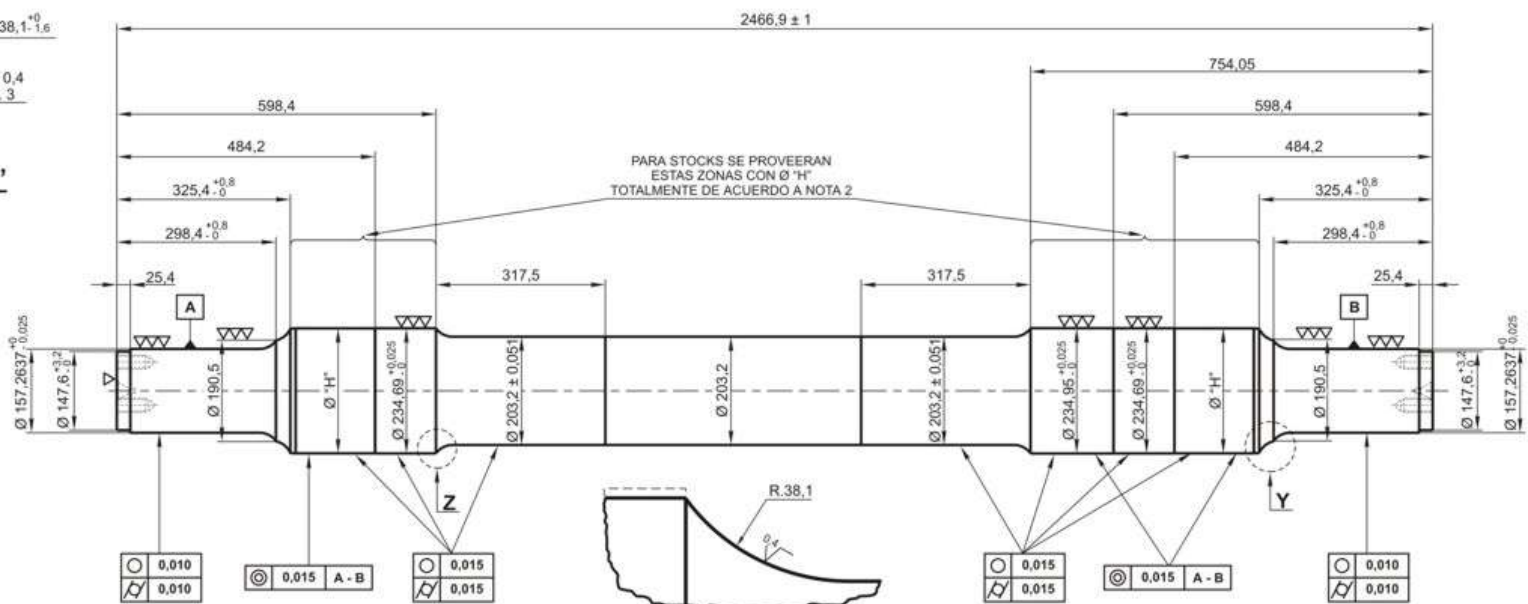 38,1 +0 -1,6
0,4
3
,
2466,9 ± 1
754,05
598,4
598,4
484,2
484,2
325,4 +0,8 -0
325,4 +0,8 -0
298,4 +0,8 -0
298,4 +0,8 -0
PARA STOCKS SE PROVEERAN
ESTAS ZONAS CON Ø "H"
TOTALMENTE DE ACUERDO A NOTA 2
25,4
317,5
317,5
25,4
A
B
Ø 157,2637 +0 -0,025
Ø 147,6 +3,2 -0
Ø 190,5
Ø "H"
Ø 234,69 +0,025 -0
Ø 203,2 ± 0,051
Ø 203,2
Ø 203,2 ± 0,051
Ø 234,95 +0,025 -0
Ø 234,69 +0,025 -0
Ø "H"
Ø 190,5
Ø 147,6 +3,2 -0
Ø 157,2637 +0 -0,025
Z
Y
R.38,1
0,4
0,010
0,010
0,015 A - B
0,015
0,015
0,015
0,015
0,015 A - B
0,010
0,010